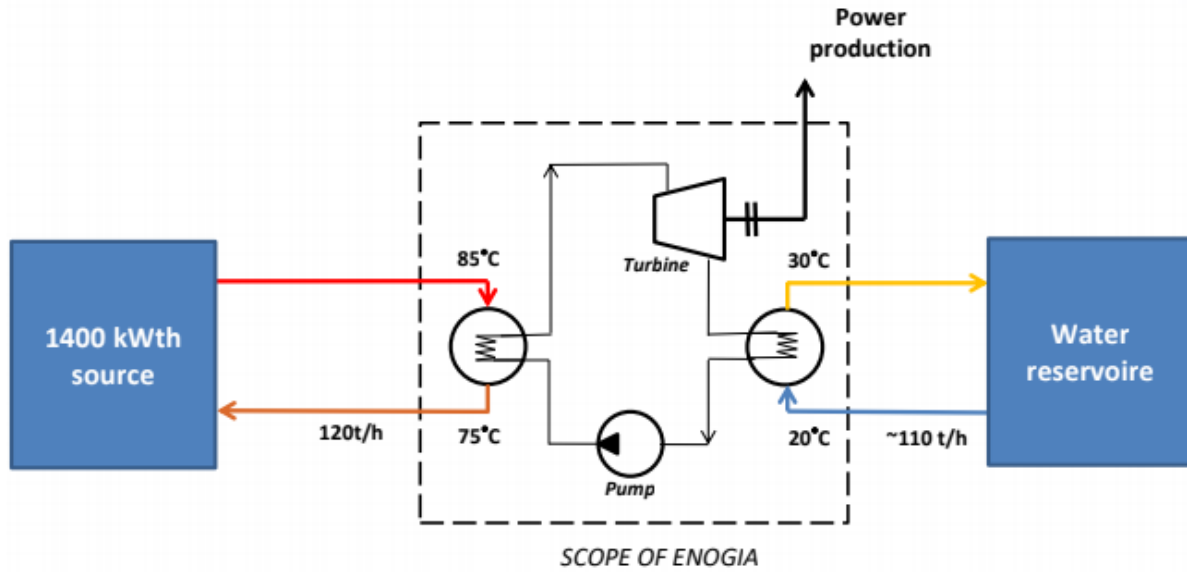 Power
production
85°C
Turbine
30°C
1400 kWth
source
Water
reservoire
120t/h
75°C
20°C
~110 t/h
Pump
SCOPE OF ENOGIA